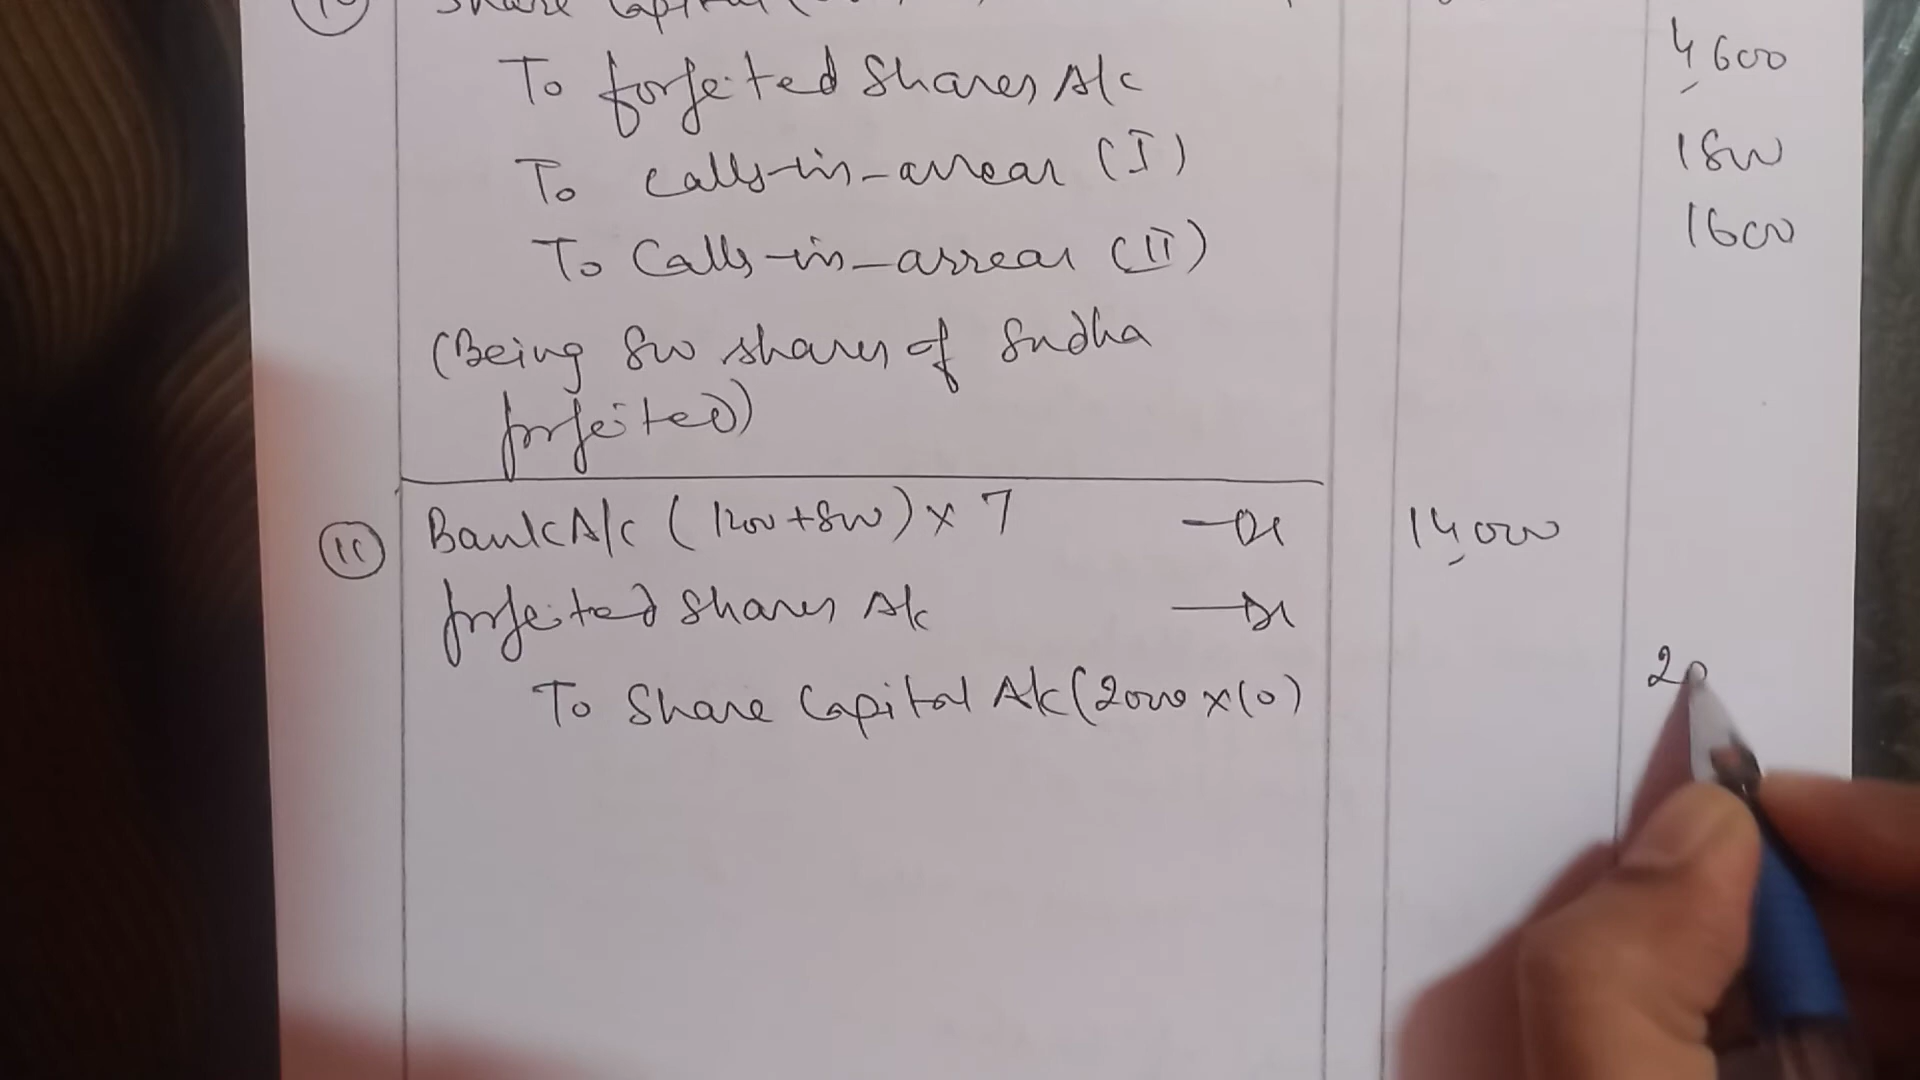 Share Capital
To forfeited Shares A/c 4,600
To Calls-in-arrear (I) 1800
To Calls-in-arrear (II) 1600
(Being 800 shares of Sudha
forfeited)
11 Bank A/c (1200+800) x 7 —Dr 14,000
forfeited Shares A/c —Dr
To Share Capital A/c (2000 x 10) 20